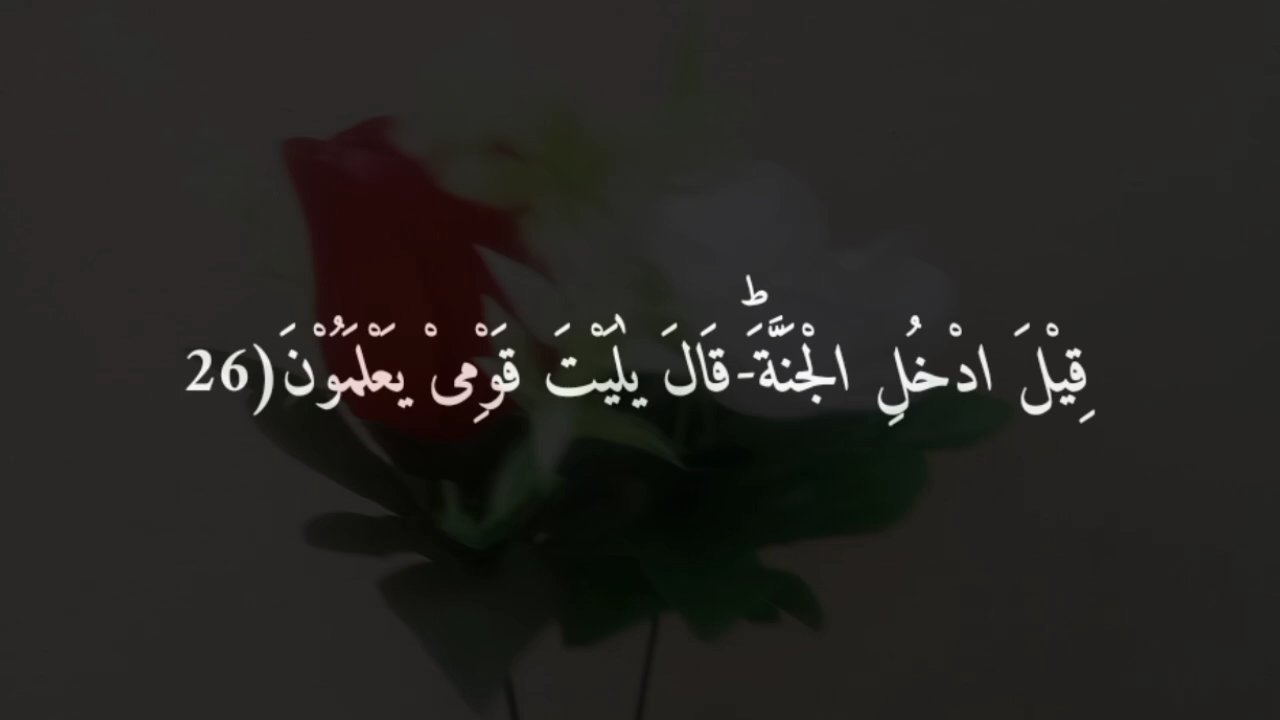 قِیْلَ ادْخُلِ الْجَنَّةَؕ-قَالَ یٰلَیْتَ قَوْمِیْ یَعْلَمُوْنَ(26